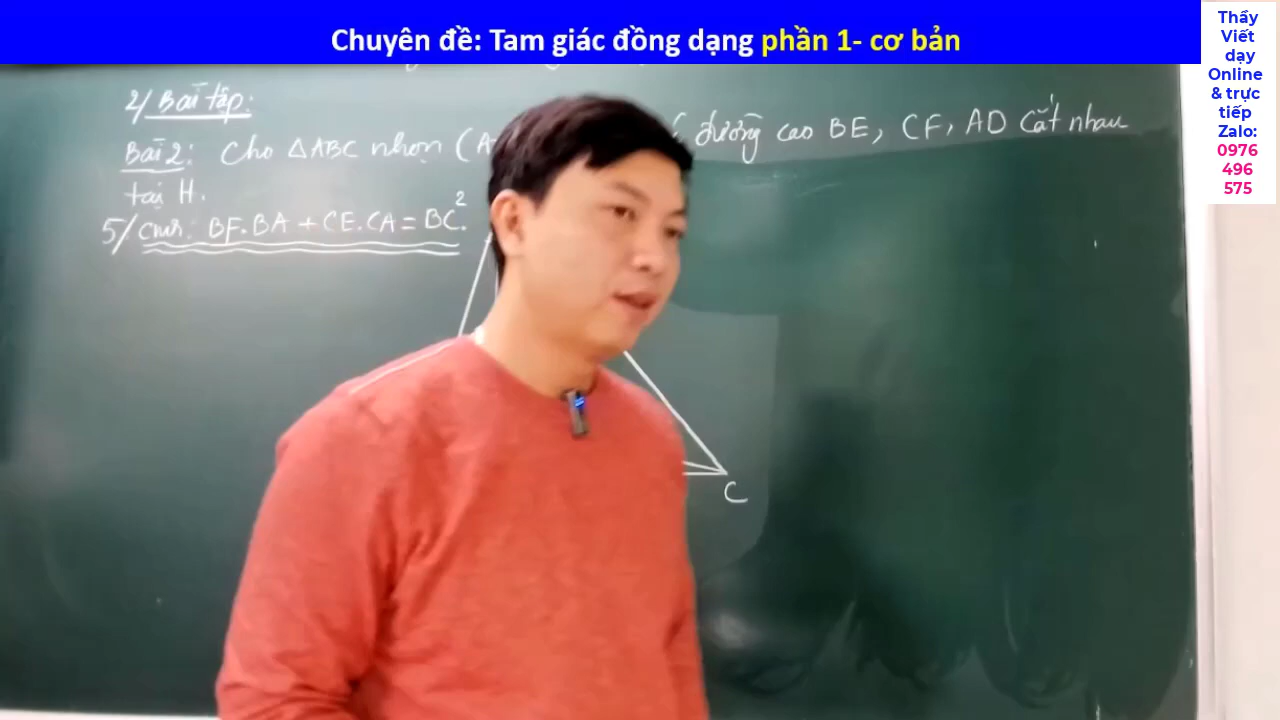 Chuyên đề: Tam giác đồng dạng phần 1- cơ bản
Thầy
Viết
dạy
Online
& trực
tiếp
Zalo:
0976
496
575
2/ Bài tập:
Bài 2: Cho △ABC nhọn (A đường cao BE, CF, AD cắt nhau
tại H.
5/ Cmr: BF.BA + CE.CA = BC².
C